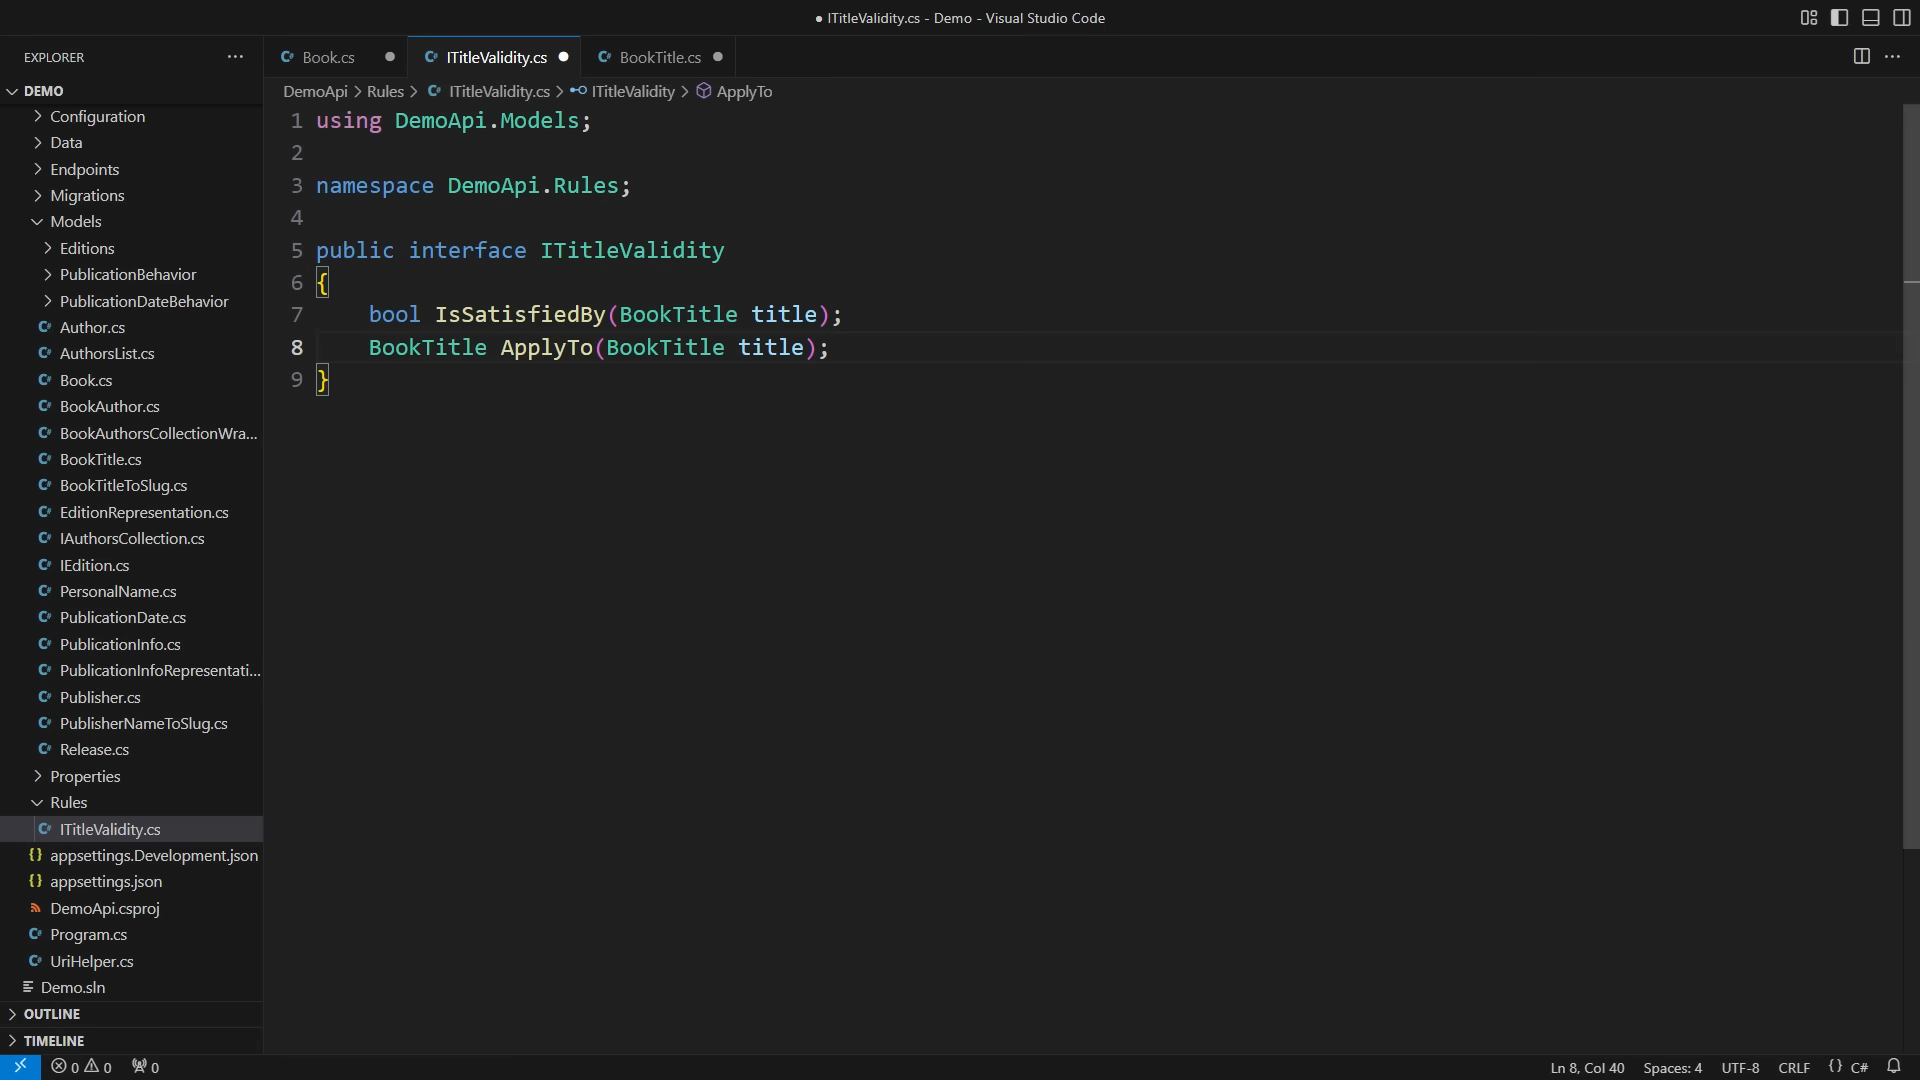 ● ITitleValidity.cs - Demo - Visual Studio Code
EXPLORER
Book.cs
ITitleValidity.cs
BookTitle.cs
DEMO
DemoApi > Rules > ITitleValidity.cs > ITitleValidity > ApplyTo
Configuration
Data
Endpoints
Migrations
Models
Editions
PublicationBehavior
PublicationDateBehavior
Author.cs
AuthorsList.cs
Book.cs
BookAuthor.cs
BookAuthorsCollectionWra...
BookTitle.cs
BookTitleToSlug.cs
EditionRepresentation.cs
IAuthorsCollection.cs
IEdition.cs
PersonalName.cs
PublicationDate.cs
PublicationInfo.cs
PublicationInfoRepresentati...
Publisher.cs
PublisherNameToSlug.cs
Release.cs
Properties
Rules
ITitleValidity.cs
appsettings.Development.json
appsettings.json
DemoApi.csproj
Program.cs
UriHelper.cs
Demo.sln
OUTLINE
TIMELINE
1 using DemoApi.Models;
2
3 namespace DemoApi.Rules;
4
5 public interface ITitleValidity
6 {
7     bool IsSatisfiedBy(BookTitle title);
8     BookTitle ApplyTo(BookTitle title);
9 }
0 0 0
Ln 8, Col 40 Spaces: 4 UTF-8 CRLF {} C#